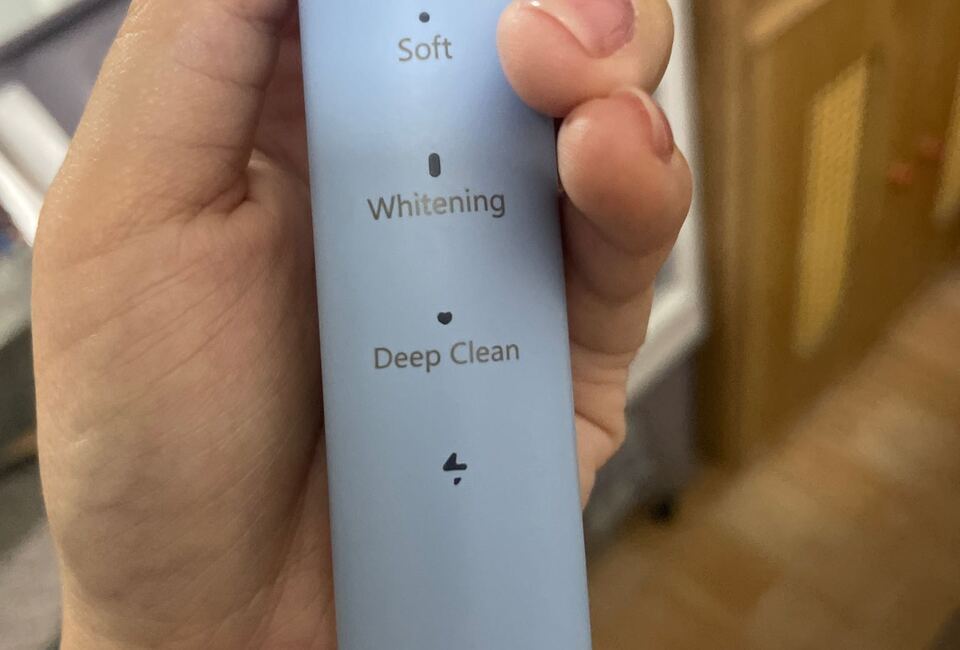 Soft
Whitening
Deep Clean